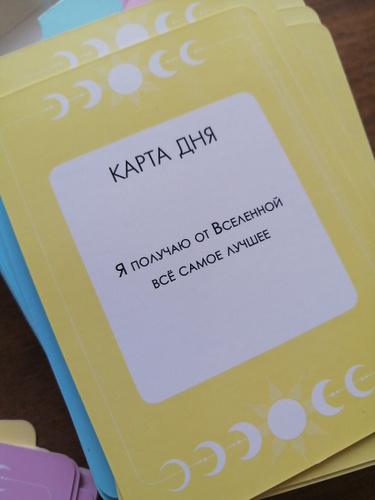 КАРТА ДНЯ
Я ПОЛУЧАЮ ОТ ВСЕЛЕННОЙ
ВСЁ САМОЕ ЛУЧШЕЕ